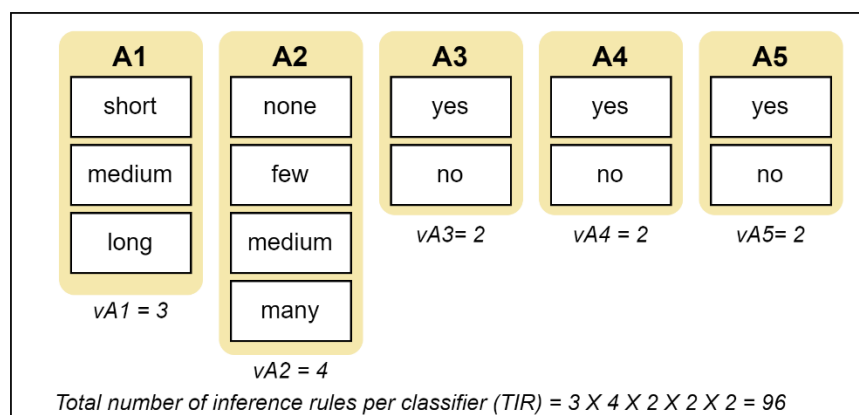 A1 A2 A3 A4 A5
short none yes yes yes
medium few no no no
long medium
many
vA1 = 3
vA2 = 4
vA3= 2
vA4 = 2
vA5= 2
Total number of inference rules per classifier (TIR) = 3 X 4 X 2 X 2 X 2 = 96